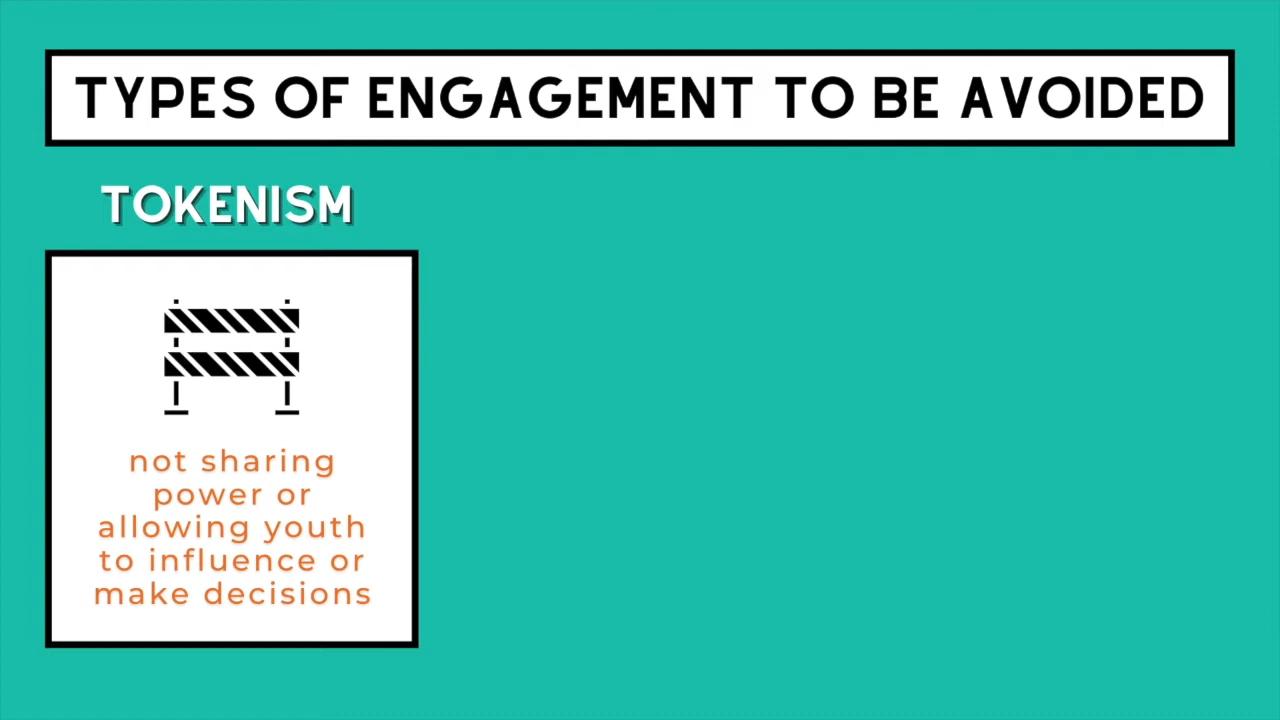 TYPES OF ENGAGEMENT TO BE AVOIDED
TOKENISM
not sharing
power or
allowing youth
to influence or
make decisions